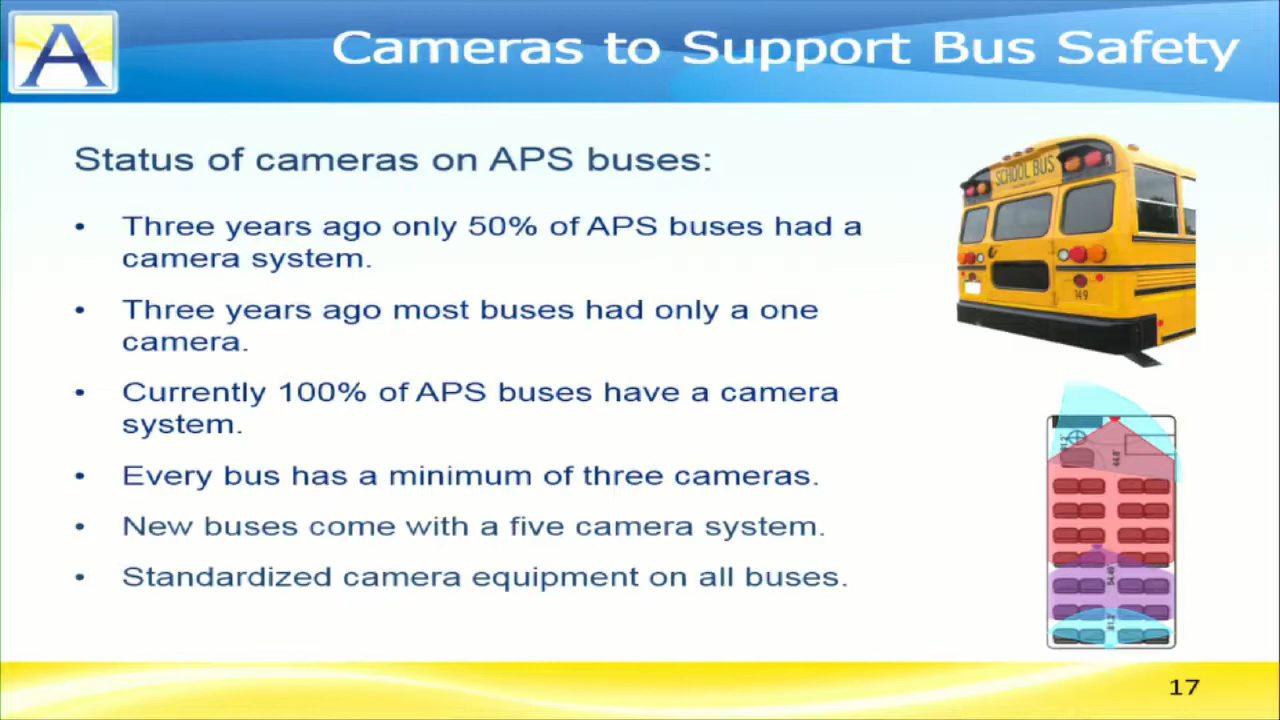 A
Cameras to Support Bus Safety
Status of cameras on APS buses:
• Three years ago only 50% of APS buses had a
camera system.
• Three years ago most buses had only a one
camera.
• Currently 100% of APS buses have a camera
system.
• Every bus has a minimum of three cameras.
• New buses come with a five camera system.
• Standardized camera equipment on all buses.
SCHOOL BUS
149
17